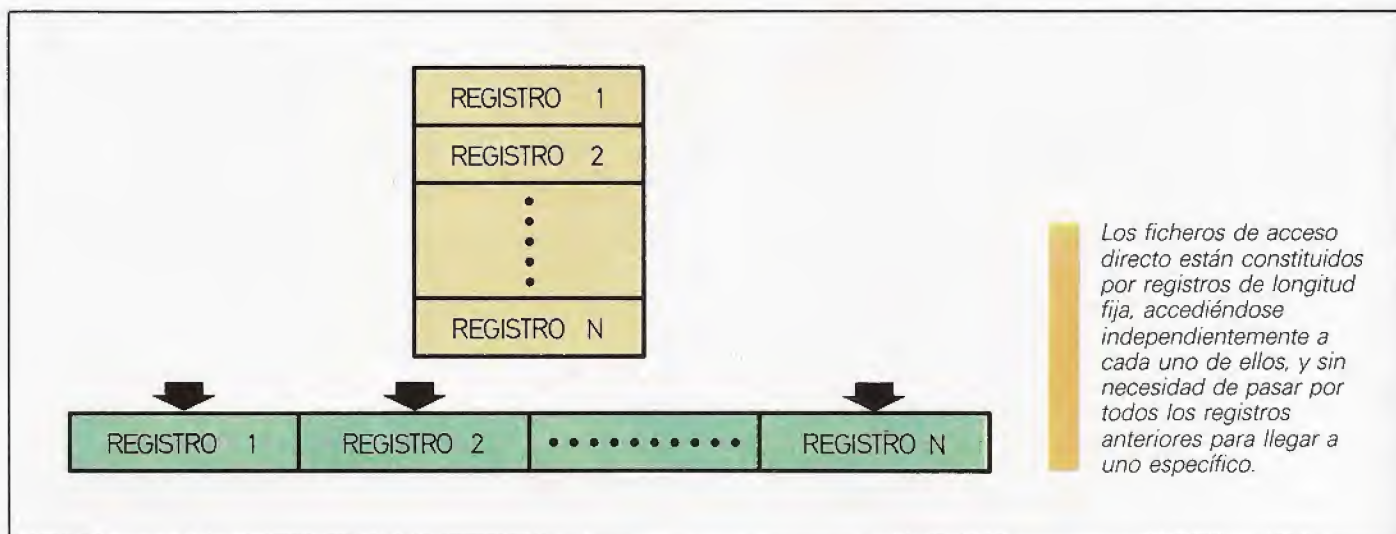 REGISTRO 1
REGISTRO 2
REGISTRO N
REGISTRO 1
REGISTRO 2
REGISTRO N
Los ficheros de acceso
directo están constituidos
por registros de longitud
fija, accediéndose
independientemente a
cada uno de ellos, y sin
necesidad de pasar por
todos los registros
anteriores para llegar a
uno específico.